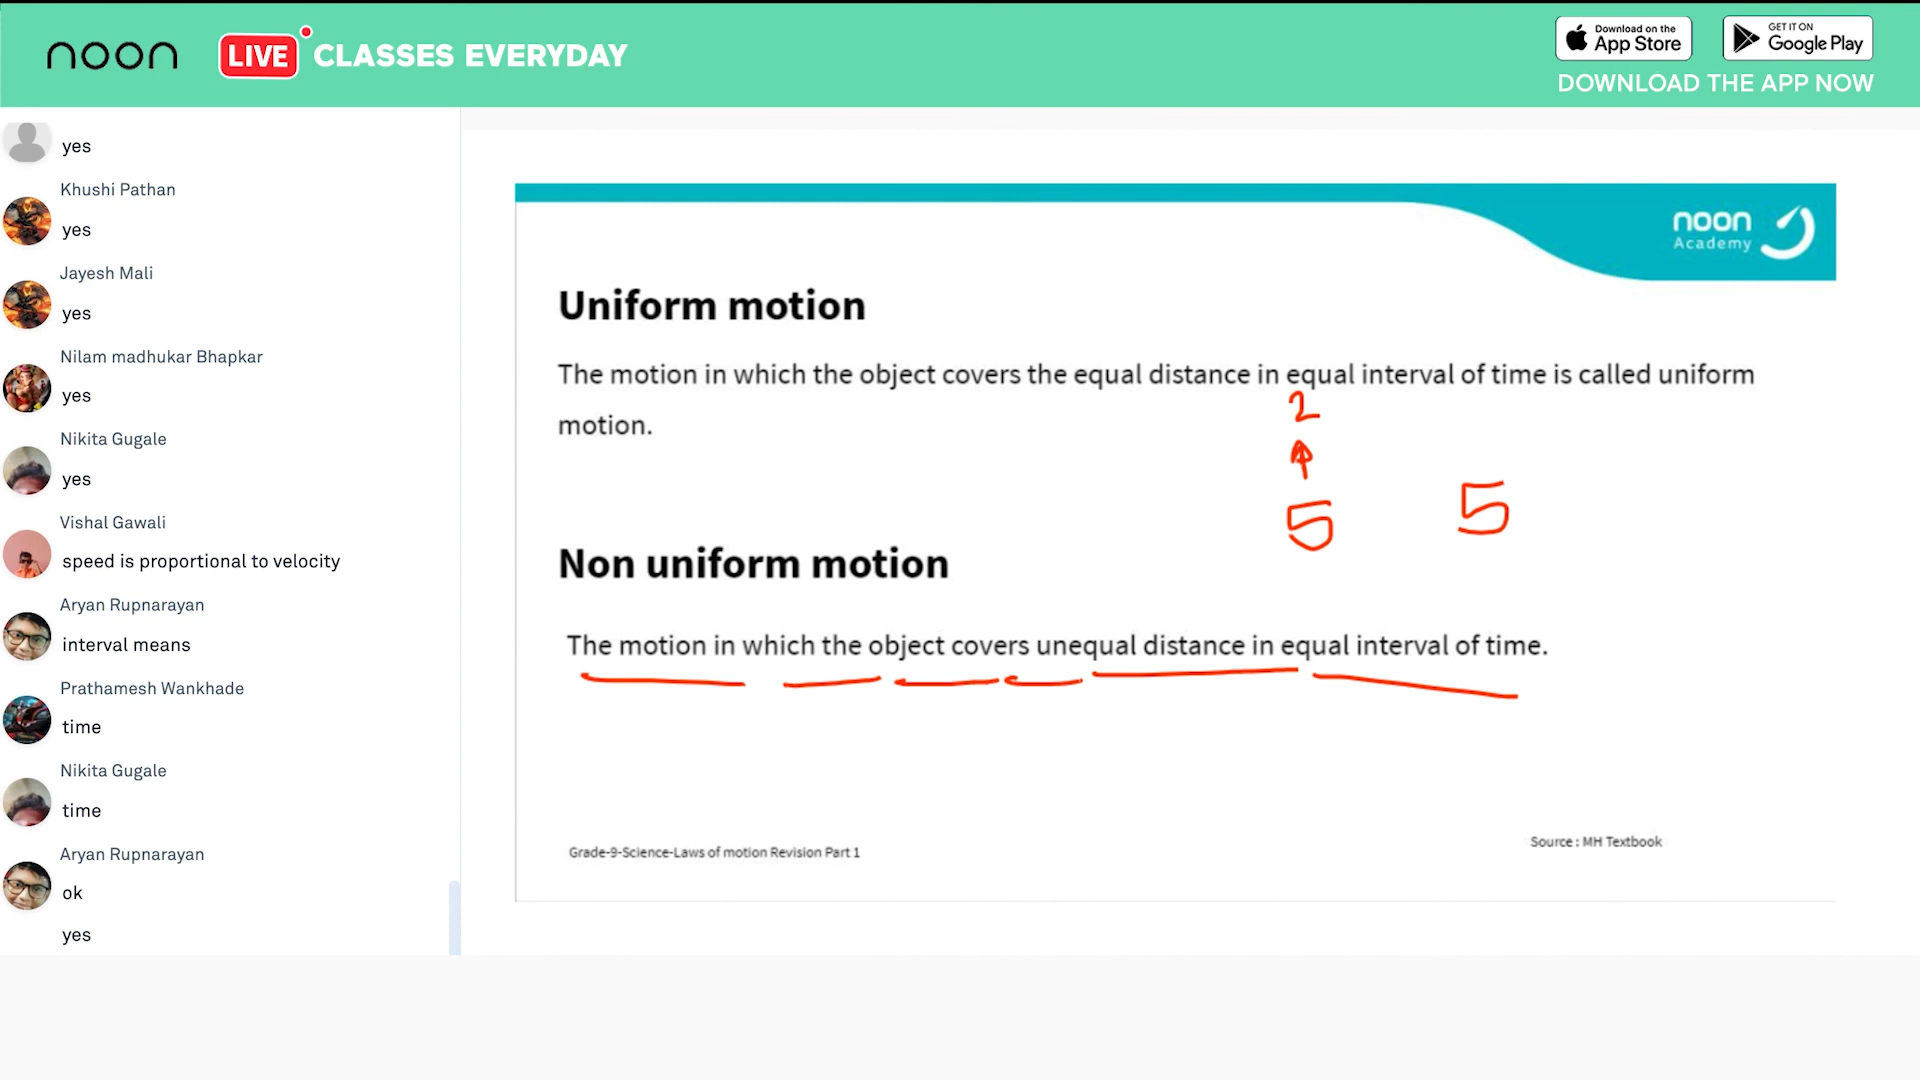 noon LIVE CLASSES EVERYDAY
Download on the App Store
GET IT ON Google Play
DOWNLOAD THE APP NOW
yes
Khushi Pathan
yes
Jayesh Mali
yes
Nilam madhukar Bhapkar
yes
Nikita Gugale
yes
Vishal Gawali
speed is proportional to velocity
Aryan Rupnarayan
interval means
Prathamesh Wankhade
time
Nikita Gugale
time
Aryan Rupnarayan
ok
yes
noon
Academy
Uniform motion
The motion in which the object covers the equal distance in equal interval of time is called uniform
motion.
2
5 5
Non uniform motion
The motion in which the object covers unequal distance in equal interval of time.
Grade-9-Science-Laws of motion Revision Part 1
Source : MH Textbook